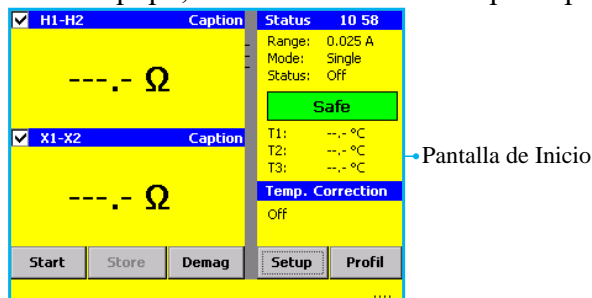 H1-H2 Caption
---.- Ω
X1-X2 Caption
---.- Ω
Status 10 58
Range: 0.025 A
Mode: Single
Status: Off
Safe
T1: --.- °C
T2: --.- °C
T3: --.- °C
Temp. Correction
Off
Start Store Demag Setup Profil
Pantalla de Inicio